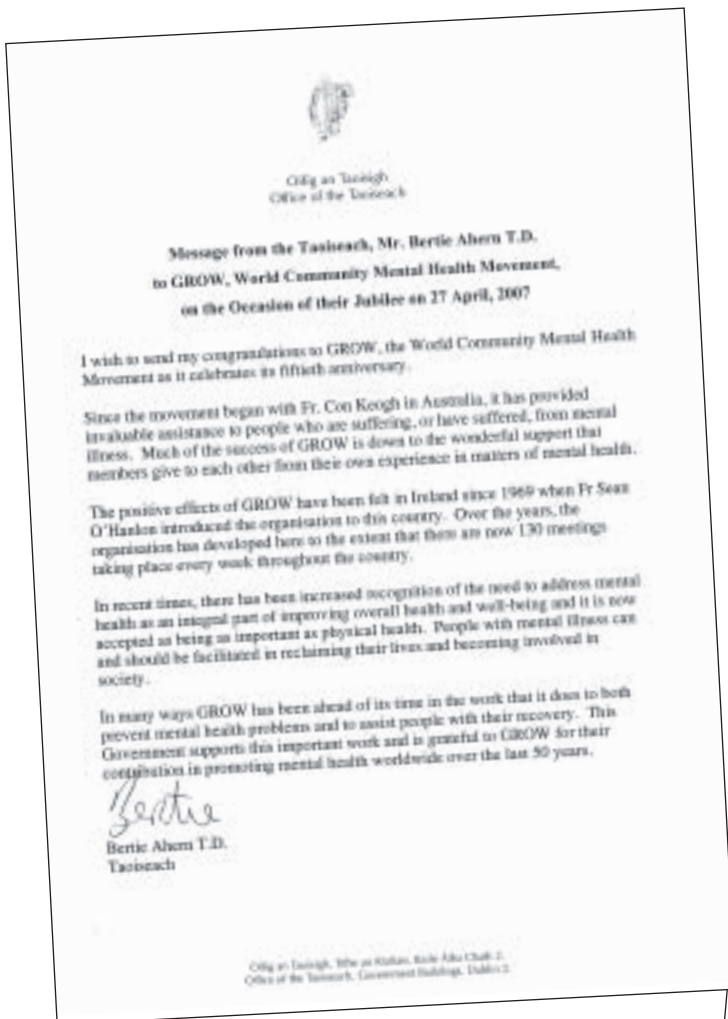 Oifig an Taoisigh
Office of the Taoiseach
Message from the Taoiseach, Mr. Bertie Ahern T.D.
to GROW, World Community Mental Health Movement,
on the Occasion of their Jubilee on 27 April, 2007
I wish to send my congratulations to GROW, the World Community Mental Health
Movement as it celebrates its fiftieth anniversary.
Since the movement began with Fr. Con Keogh in Australia, it has provided
invaluable assistance to people who are suffering, or have suffered, from mental
illness. Much of the success of GROW is down to the wonderful support that
members give to each other from their own experience in matters of mental health.
The positive effects of GROW have been felt in Ireland since 1969 when Fr Sean
O'Hanlon introduced the organisation to this country. Over the years, the
organisation has developed here to the extent that there are now 130 meetings
taking place every week throughout the country.
In recent times, there has been increased recognition of the need to address mental
health as an integral part of improving overall health and well-being and it is now
accepted as being as important as physical health. People with mental illness can
and should be facilitated in reclaiming their lives and becoming involved in
society.
In many ways GROW has been ahead of its time in the work that it does to both
prevent mental health problems and to assist people with their recovery. This
Government supports this important work and is grateful to GROW for their
contribution in promoting mental health worldwide over the last 50 years.
Bertie
Bertie Ahern T.D.
Taoiseach
Oifig an Taoisigh, Baile Átha Cliath 2.
Office of the Taoiseach, Government Buildings, Dublin 2.